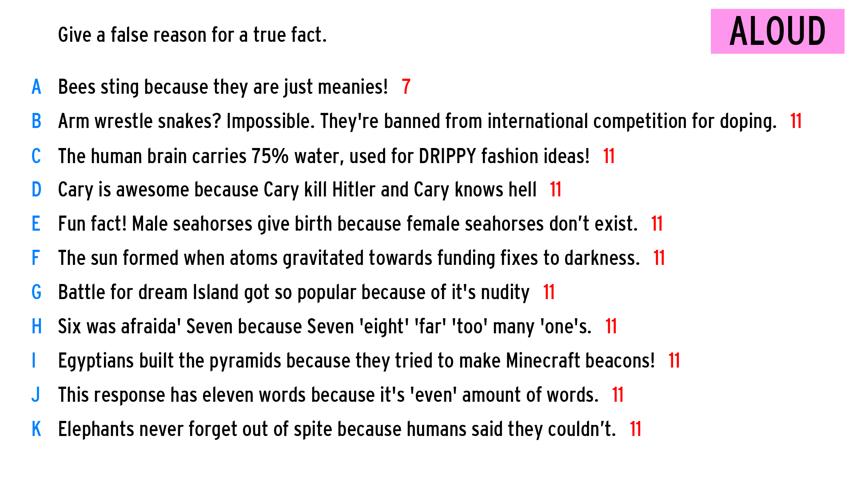 Give a false reason for a true fact.
ALOUD
A Bees sting because they are just meanies! 7
B Arm wrestle snakes? Impossible. They're banned from international competition for doping. 11
C The human brain carries 75% water, used for DRIPPY fashion ideas! 11
D Cary is awesome because Cary kill Hitler and Cary knows hell 11
E Fun fact! Male seahorses give birth because female seahorses don't exist. 11
F The sun formed when atoms gravitated towards funding fixes to darkness. 11
G Battle for dream Island got so popular because of it's nudity 11
H Six was afraida' Seven because Seven 'eight' 'far' 'too' many 'one's. 11
I Egyptians built the pyramids because they tried to make Minecraft beacons! 11
J This response has eleven words because it's 'even' amount of words. 11
K Elephants never forget out of spite because humans said they couldn't. 11